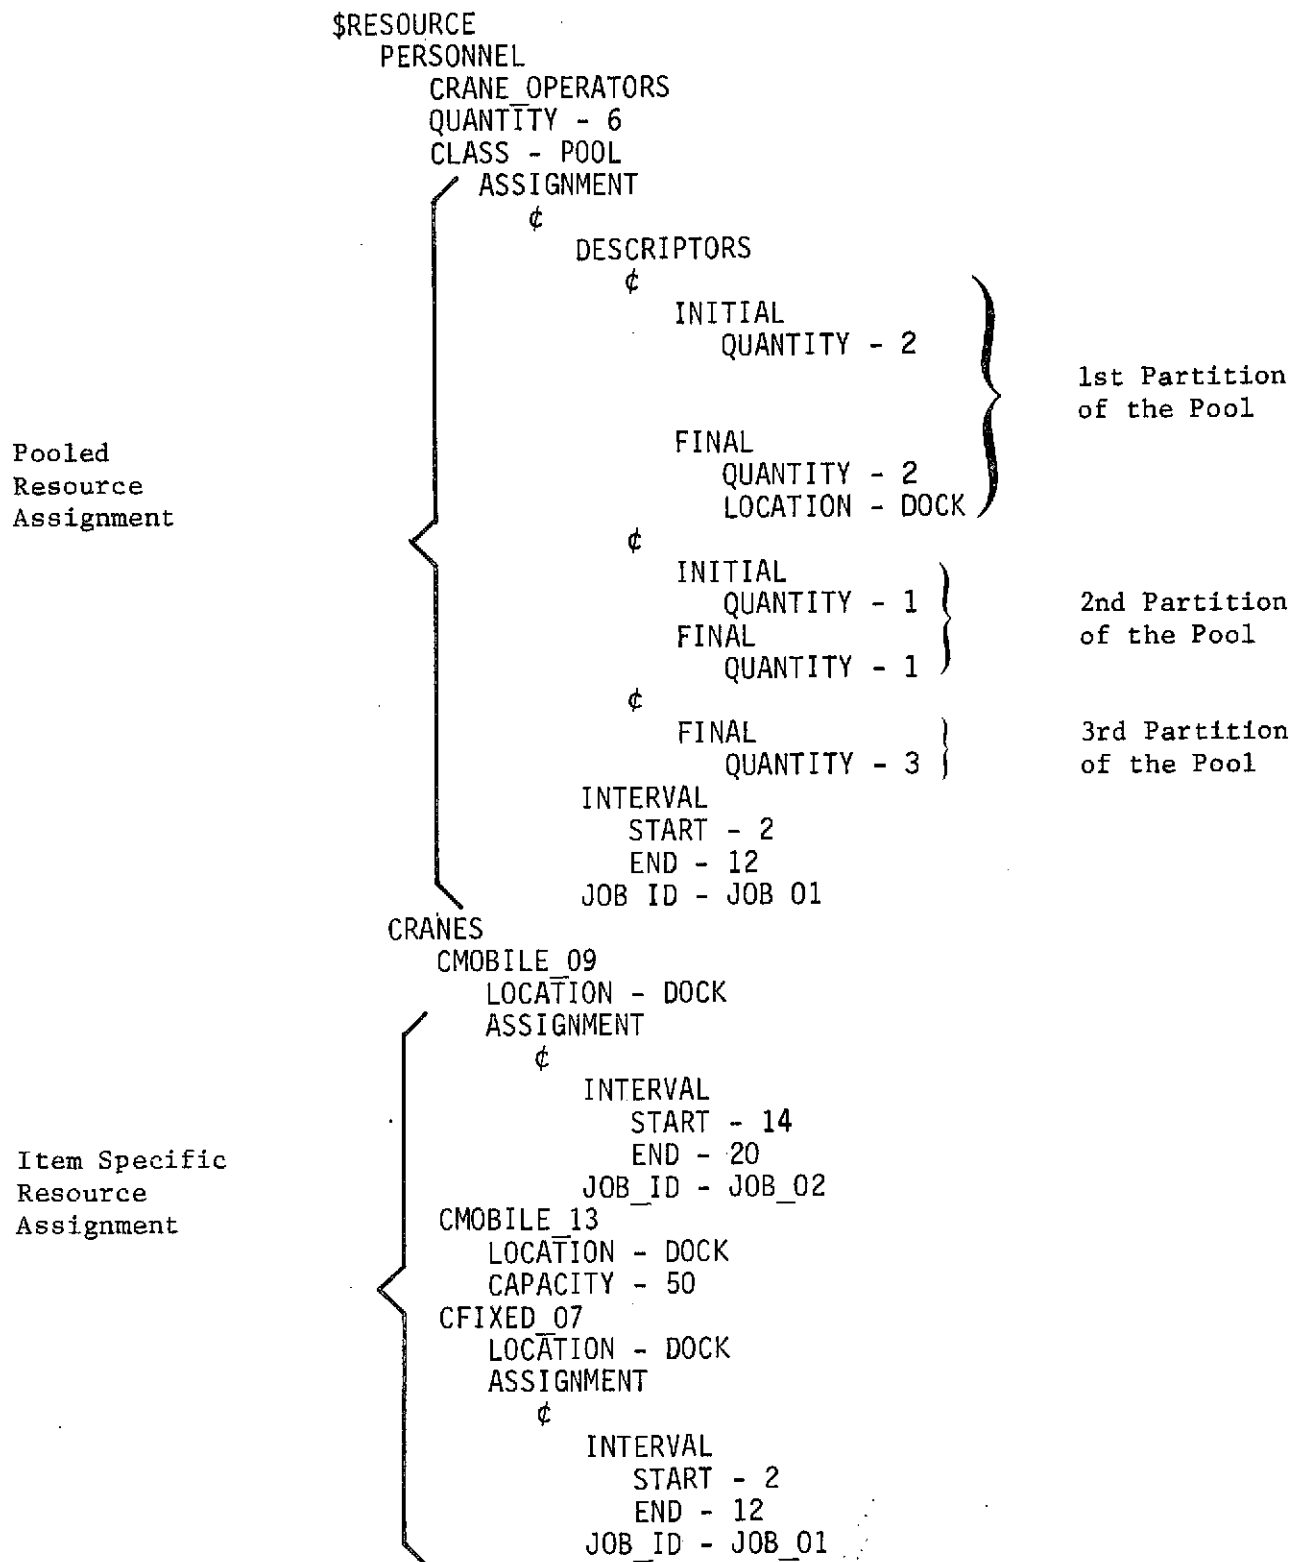 $RESOURCE
PERSONNEL
CRANE_OPERATORS
QUANTITY - 6
CLASS - POOL
ASSIGNMENT
¢
DESCRIPTORS
¢
INITIAL
QUANTITY - 2
1st Partition
of the Pool
FINAL
QUANTITY - 2
LOCATION - DOCK
Pooled
Resource
Assignment
¢
INITIAL
QUANTITY - 1
FINAL
QUANTITY - 1
2nd Partition
of the Pool
¢
FINAL
QUANTITY - 3
3rd Partition
of the Pool
INTERVAL
START - 2
END - 12
JOB ID - JOB 01
CRANES
CMOBILE_09
LOCATION - DOCK
ASSIGNMENT
¢
INTERVAL
START - 14
END - 20
JOB_ID - JOB_02
Item Specific
Resource
Assignment
CMOBILE_13
LOCATION - DOCK
CAPACITY - 50
CFIXED_07
LOCATION - DOCK
ASSIGNMENT
¢
INTERVAL
START - 2
END - 12
JOB_ID - JOB_01